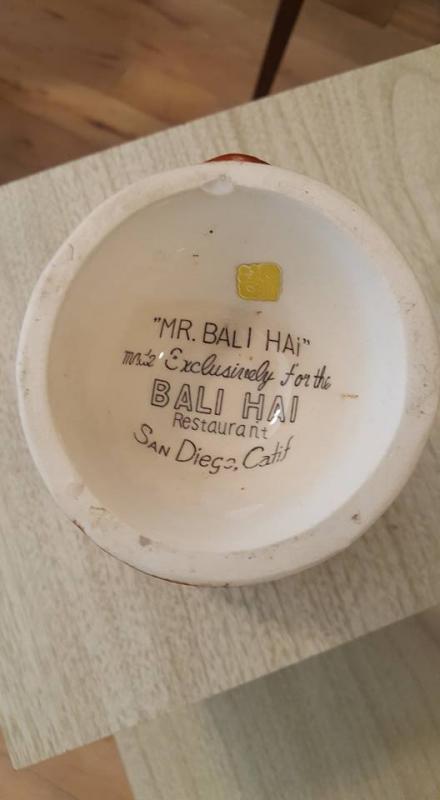 "MR. BALI HAi"
made Exclusively For the
BALI HAI
Restaurant
SAN Diego, Calif